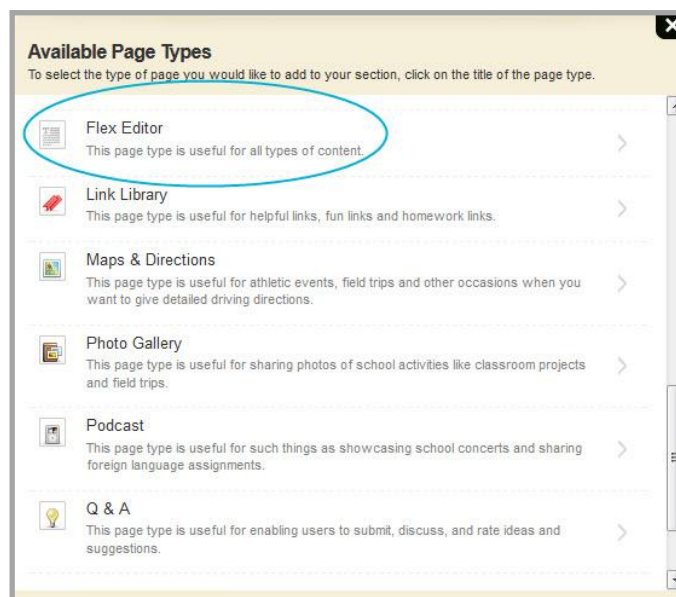 Available Page Types
To select the type of page you would like to add to your section, click on the title of the page type.
Flex Editor
This page type is useful for all types of content.
Link Library
This page type is useful for helpful links, fun links and homework links.
Maps & Directions
This page type is useful for athletic events, field trips and other occasions when you
want to give detailed driving directions.
Photo Gallery
This page type is useful for sharing photos of school activities like classroom projects
and field trips.
Podcast
This page type is useful for such things as showcasing school concerts and sharing
foreign language assignments.
Q & A
This page type is useful for enabling users to submit, discuss, and rate ideas and
suggestions.